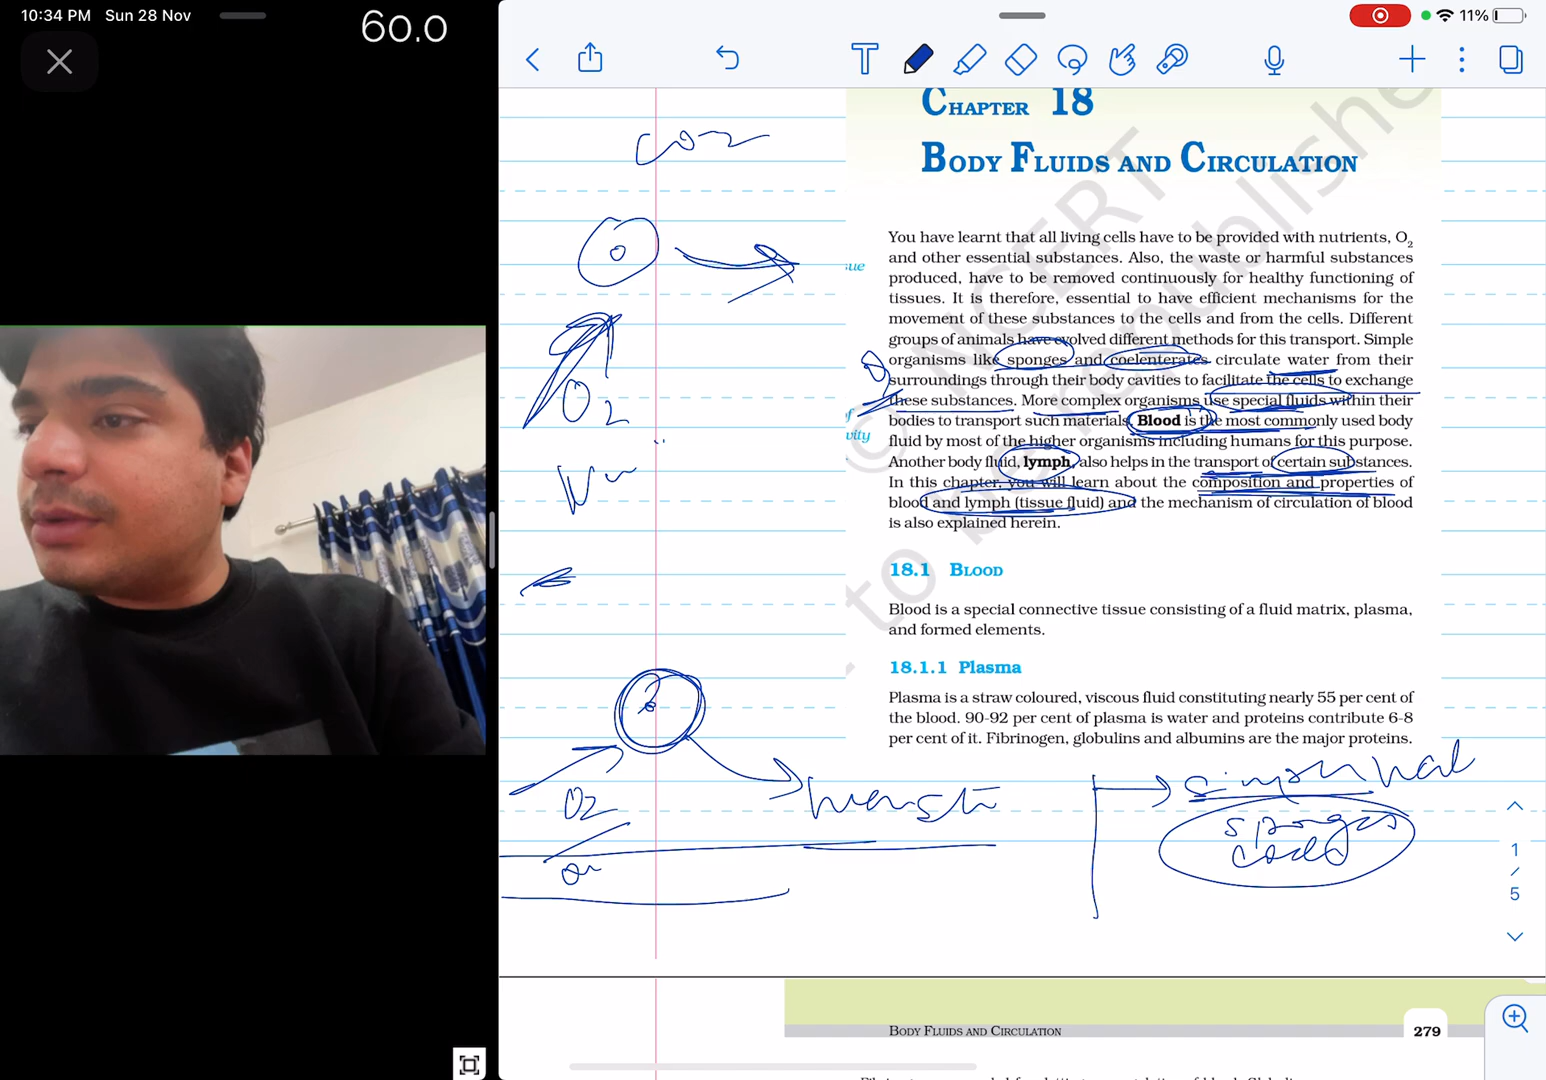 10:34 PM Sun 28 Nov
60.0
11%
T
CHAPTER 18
BODY FLUIDS AND CIRCULATION
CO2
You have learnt that all living cells have to be provided with nutrients, O2
and other essential substances. Also, the waste or harmful substances
produced, have to be removed continuously for healthy functioning of
tissues. It is therefore, essential to have efficient mechanisms for the
movement of these substances to the cells and from the cells. Different
groups of animals have evolved different methods for this transport. Simple
organisms like sponges and coelenterates circulate water from their
surroundings through their body cavities to facilitate the cells to exchange
these substances. More complex organisms use special fluids within their
bodies to transport such materials. Blood is the most commonly used body
fluid by most of the higher organisms including humans for this purpose.
Another body fluid, lymph, also helps in the transport of certain substances.
In this chapter, you will learn about the composition and properties of
blood and lymph (tissue fluid) and the mechanism of circulation of blood
is also explained herein.
sue
of
vity
O2
18.1 BLOOD
Blood is a special connective tissue consisting of a fluid matrix, plasma,
and formed elements.
18.1.1 Plasma
Plasma is a straw coloured, viscous fluid constituting nearly 55 per cent of
the blood. 90-92 per cent of plasma is water and proteins contribute 6-8
per cent of it. Fibrinogen, globulins and albumins are the major proteins.
O2
sponges
1
/
5
© NCERT
to be republished
BODY FLUIDS AND CIRCULATION
279